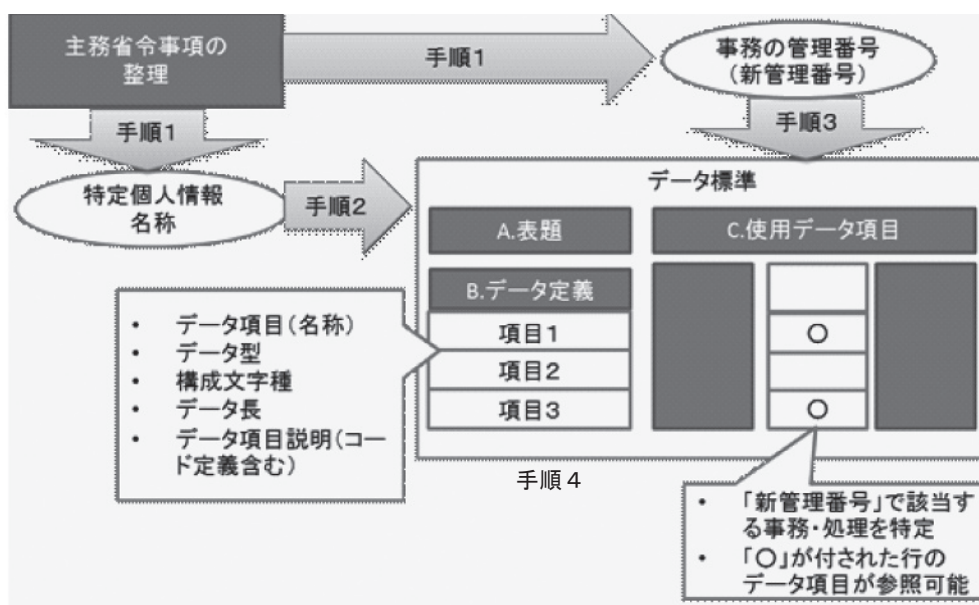 主務省令事項の
整理
手順1
事務の管理番号
(新管理番号)
手順1
手順3
特定個人情報
名称
手順2
データ標準
A.表題
C.使用データ項目
B.データ定義
項目1
○
項目2
項目3
○
• データ項目(名称)
• データ型
• 構成文字種
• データ長
• データ項目説明(コー
ド定義含む)
手順4
• 「新管理番号」で該当す
る事務・処理を特定
• 「○」が付された行の
データ項目が参照可能